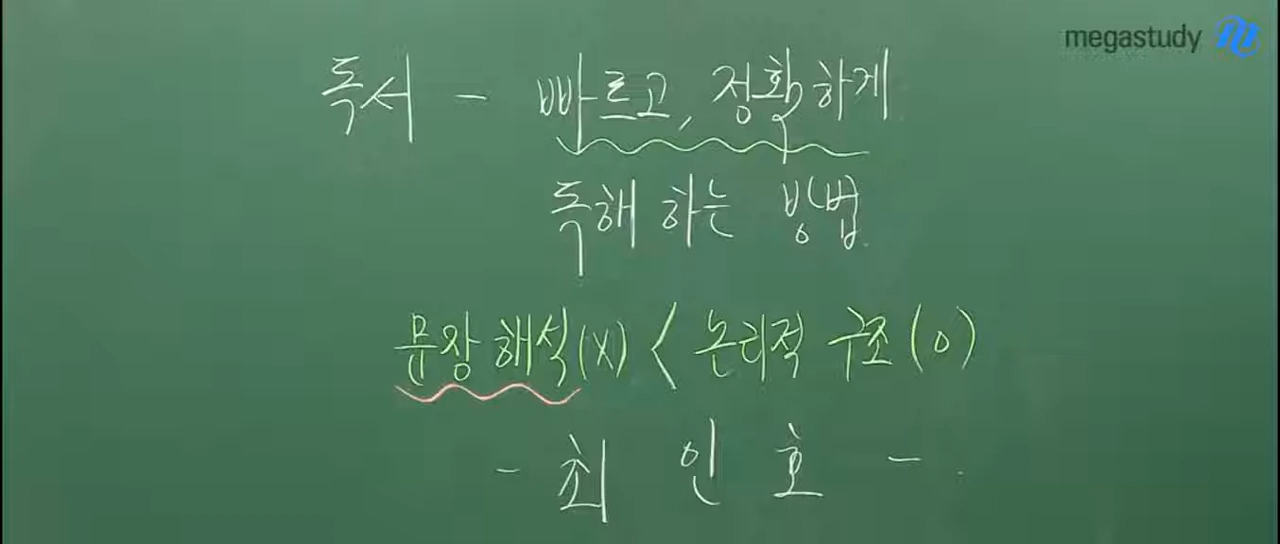 megastudy
독서 - 빠르고, 정확하게
독해 하는 방법
문장 해석(X) < 논리적 구조(O)
- 최 인 호 -